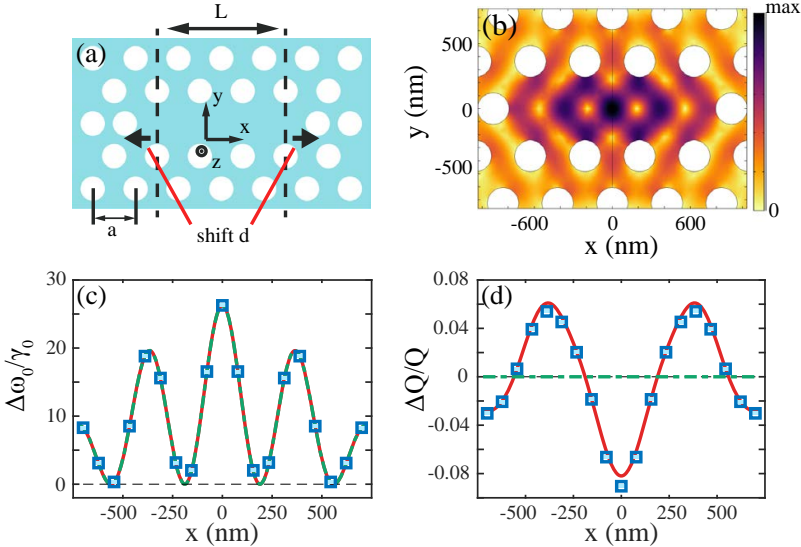 (a)
L
y
x
z
a
shift d
(b)
y (nm)
500
0
-500
-600
0
600
x (nm)
max
0
(c)
Δω₀/γ₀
30
20
10
0
-500
-250
0
250
500
x (nm)
(d)
ΔQ/Q
0.08
0.04
0
-0.04
-0.08
-500
-250
0
250
500
x (nm)